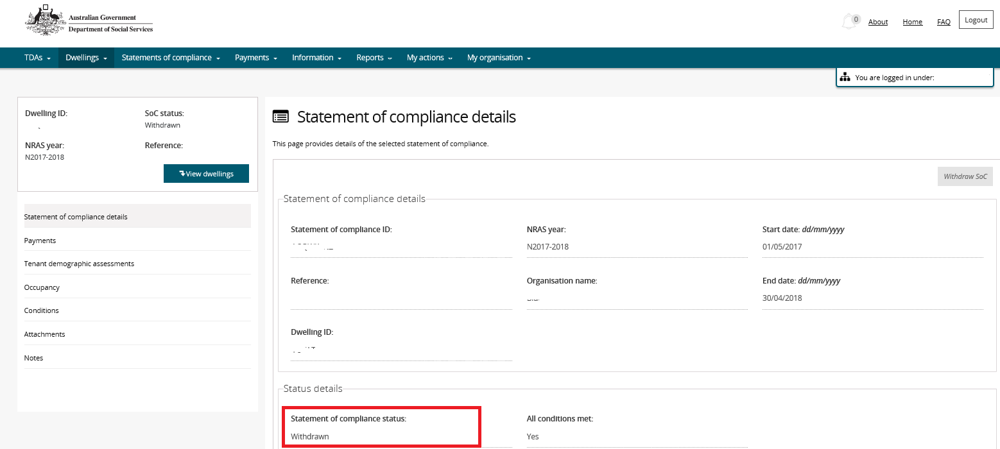 Australian Government
Department of Social Services
0
About
Home
FAQ
Logout
TDAs
Dwellings
Statements of compliance
Payments
Information
Reports
My actions
My organisation
You are logged in under:
Dwelling ID:
SoC status:
Withdrawn
NRAS year:
Reference:
N2017-2018
View dwellings
Statement of compliance details
Payments
Tenant demographic assessments
Occupancy
Conditions
Attachments
Notes
Statement of compliance details
This page provides details of the selected statement of compliance.
Withdraw SoC
Statement of compliance details
Statement of compliance ID:
NRAS year:
Start date: dd/mm/yyyy
N2017-2018
01/05/2017
Reference:
Organisation name:
End date: dd/mm/yyyy
30/04/2018
Dwelling ID:
Status details
Statement of compliance status:
All conditions met:
Withdrawn
Yes